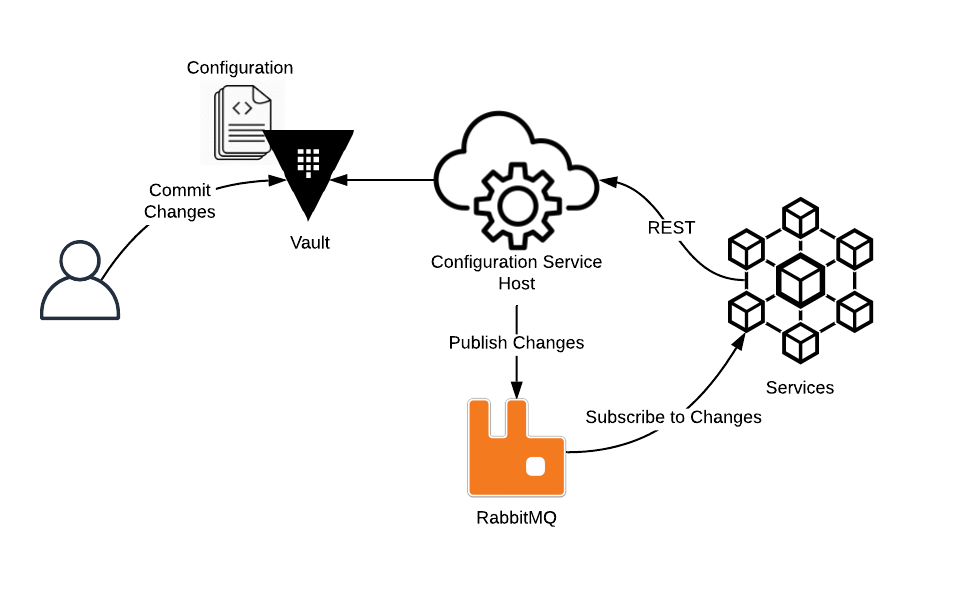 Configuration
Commit
Changes
Vault
Configuration Service
Host
REST
Publish Changes
Services
Subscribe to Changes
RabbitMQ